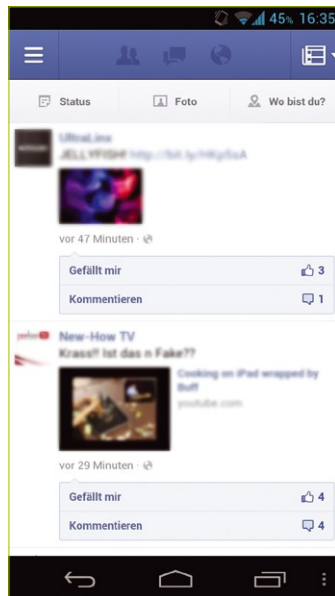 45% 16:35
Status Foto Wo bist du?
UltraLinx
JELLYFISH!
vor 47 Minuten ·
Gefällt mir 3
Kommentieren 1
New-How TV
Krass!! Ist das n Fake??
Cooking on iPad wrapped by
Buff
youtube.com
vor 29 Minuten ·
Gefällt mir 4
Kommentieren 4